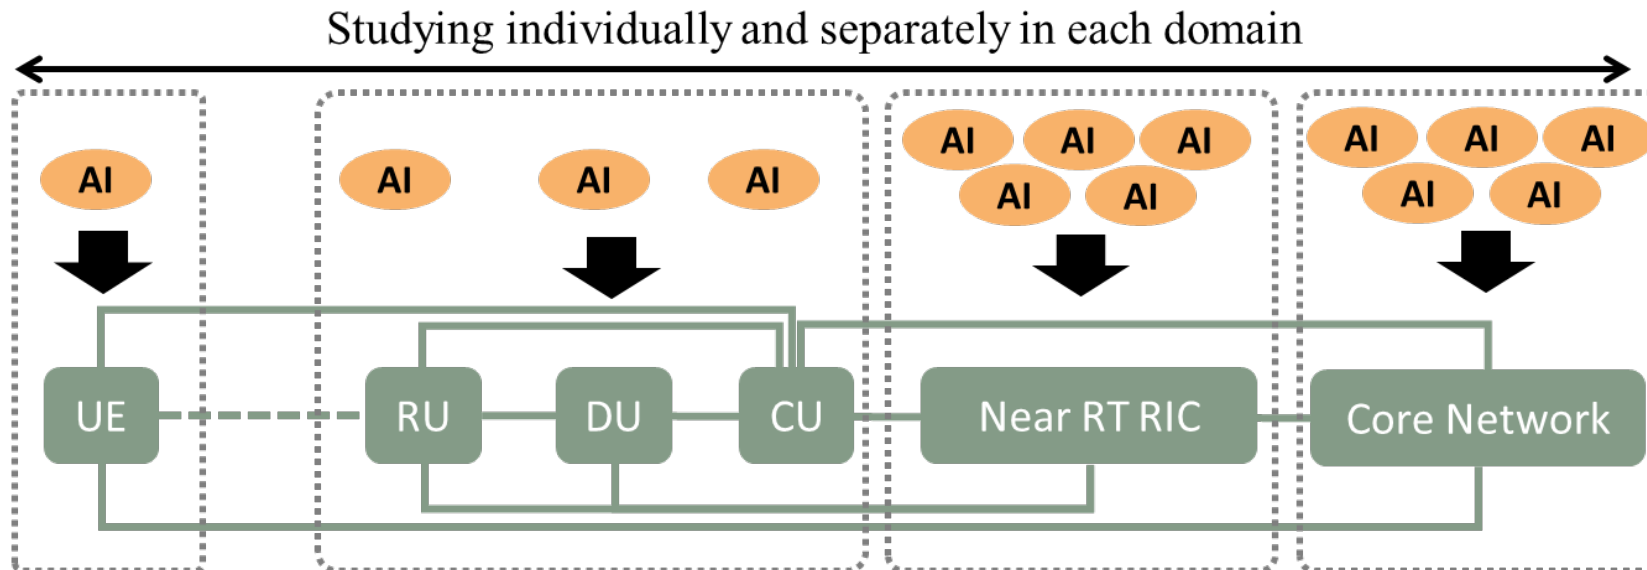 Studying individually and separately in each domain
AI AI AI AI AI AI AI AI AI AI
AI AI AI AI
UE RU DU CU Near RT RIC Core Network